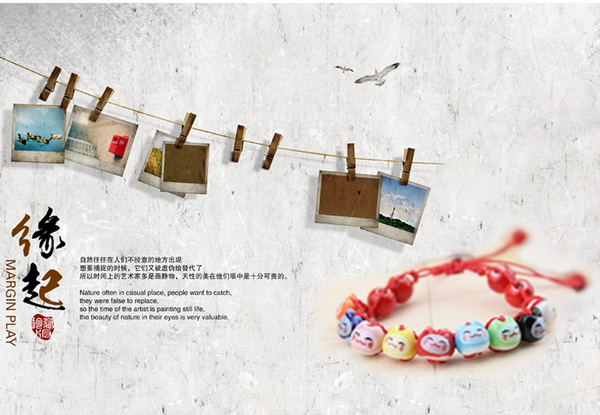 缘起
MARGIN PLAY
自然往往在人们不经意的地方出现
想要捕捉的时候，它们又被虚伪给替代了
所以时间上的艺术家多是画静物，天性的美在他们眼中是十分可贵的。
Nature often in casual place, people want to catch,
they were false to replace.
so the time of the artist is painting still life,
the beauty of nature in their eyes is very valuable.